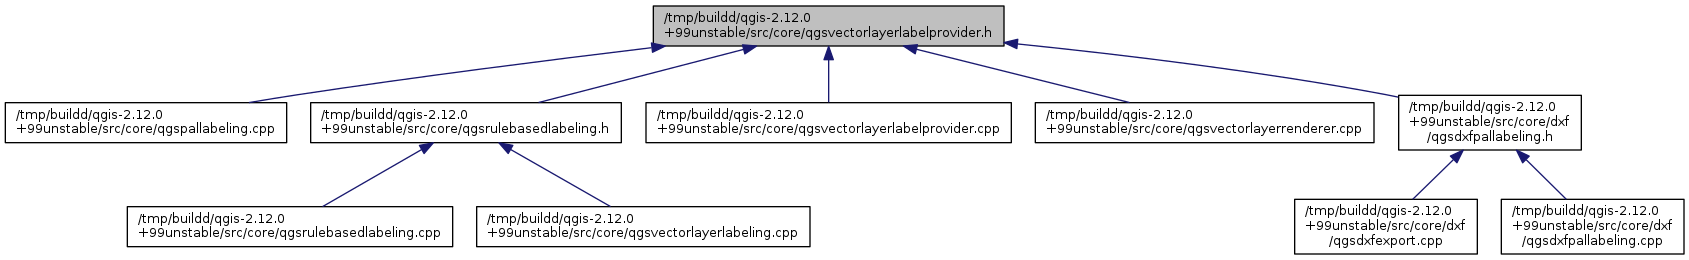 /tmp/buildd/qgis-2.12.0
+99unstable/src/core/qgsvectorlayerlabelprovider.h
/tmp/buildd/qgis-2.12.0
+99unstable/src/core/qgspallabeling.cpp
/tmp/buildd/qgis-2.12.0
+99unstable/src/core/qgsrulebasedlabeling.h
/tmp/buildd/qgis-2.12.0
+99unstable/src/core/qgsvectorlayerlabelprovider.cpp
/tmp/buildd/qgis-2.12.0
+99unstable/src/core/qgsvectorlayerrenderer.cpp
/tmp/buildd/qgis-2.12.0
+99unstable/src/core/dxf
/qgsdxfpallabeling.h
/tmp/buildd/qgis-2.12.0
+99unstable/src/core/qgsrulebasedlabeling.cpp
/tmp/buildd/qgis-2.12.0
+99unstable/src/core/qgsvectorlayerlabeling.cpp
/tmp/buildd/qgis-2.12.0
+99unstable/src/core/dxf
/qgsdxfexport.cpp
/tmp/buildd/qgis-2.12.0
+99unstable/src/core/dxf
/qgsdxfpallabeling.cpp